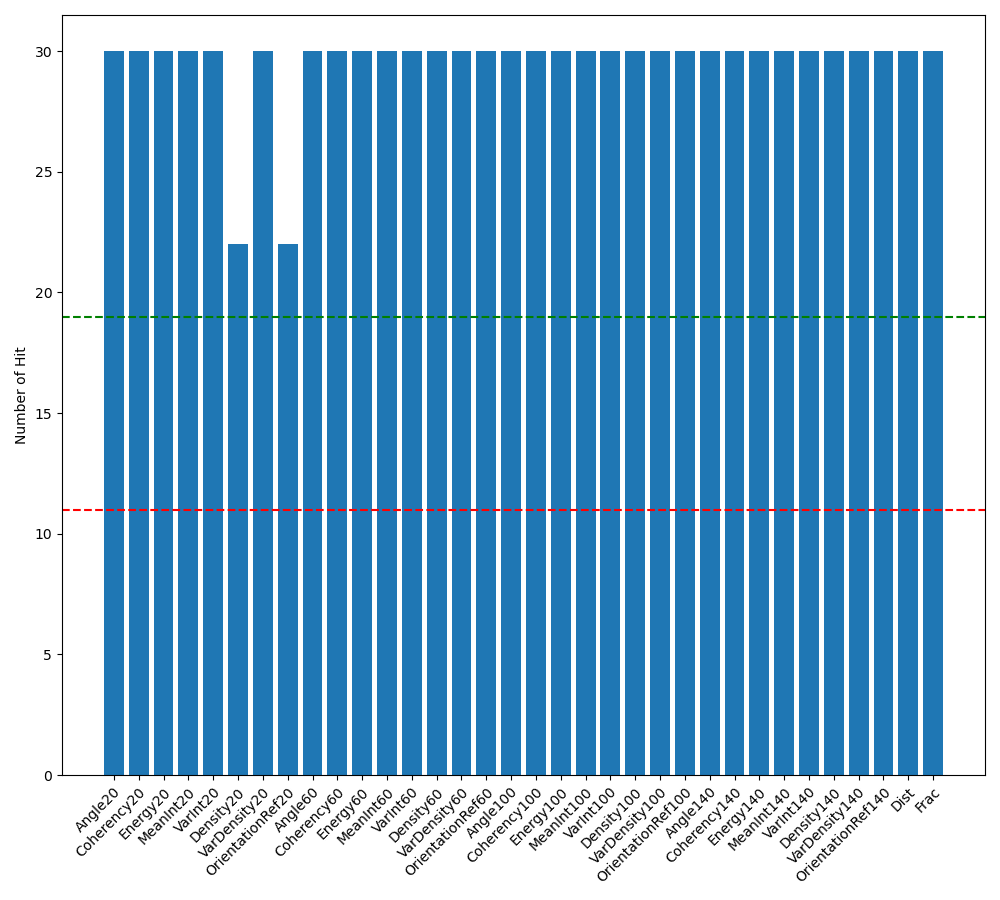 30
25
20
15
10
5
0
Number of Hit
Angle20
Coherency20
Energy20
MeanInt20
VarInt20
Density20
VarDensity20
OrientationRef20
Angle60
Coherency60
Energy60
MeanInt60
VarInt60
Density60
VarDensity60
OrientationRef60
Angle100
Coherency100
Energy100
MeanInt100
VarInt100
Density100
VarDensity100
OrientationRef100
Angle140
Coherency140
Energy140
MeanInt140
VarInt140
Density140
VarDensity140
OrientationRef140
Dist
Frac